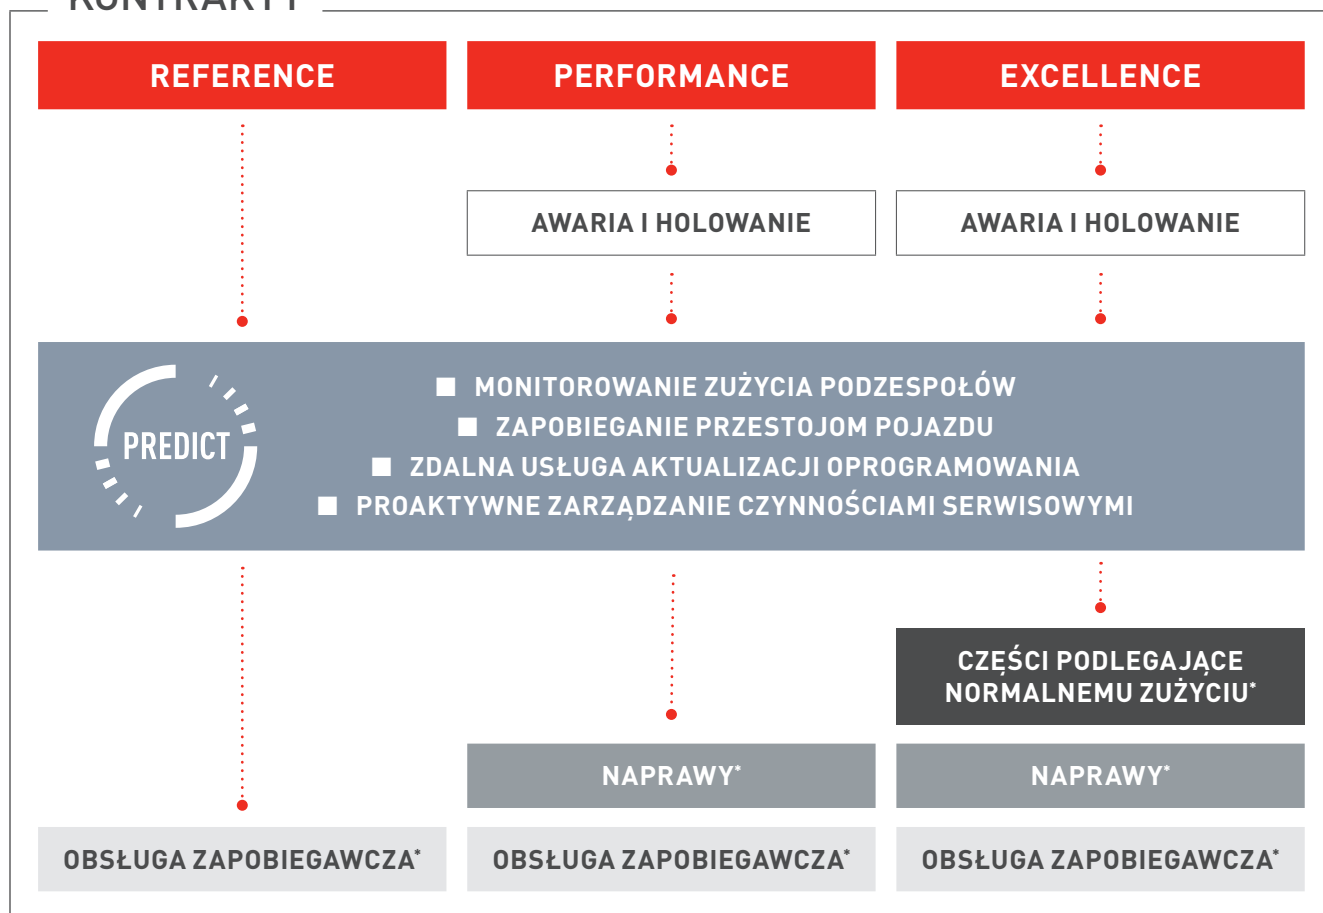 KONTRAKTY
REFERENCE
PERFORMANCE
EXCELLENCE
AWARIA I HOLOWANIE
AWARIA I HOLOWANIE
PREDICT
■ MONITOROWANIE ZUŻYCIA PODZESPOŁÓW
■ ZAPOBIEGANIE PRZESTOJOM POJAZDU
■ ZDALNA USŁUGA AKTUALIZACJI OPROGRAMOWANIA
■ PROAKTYWNE ZARZĄDZANIE CZYNNOŚCIAMI SERWISOWYMI
CZĘŚCI PODLEGAJĄCE
NORMALNEMU ZUŻYCIU*
NAPRAWY*
NAPRAWY*
OBSŁUGA ZAPOBIEGAWCZA*
OBSŁUGA ZAPOBIEGAWCZA*
OBSŁUGA ZAPOBIEGAWCZA*